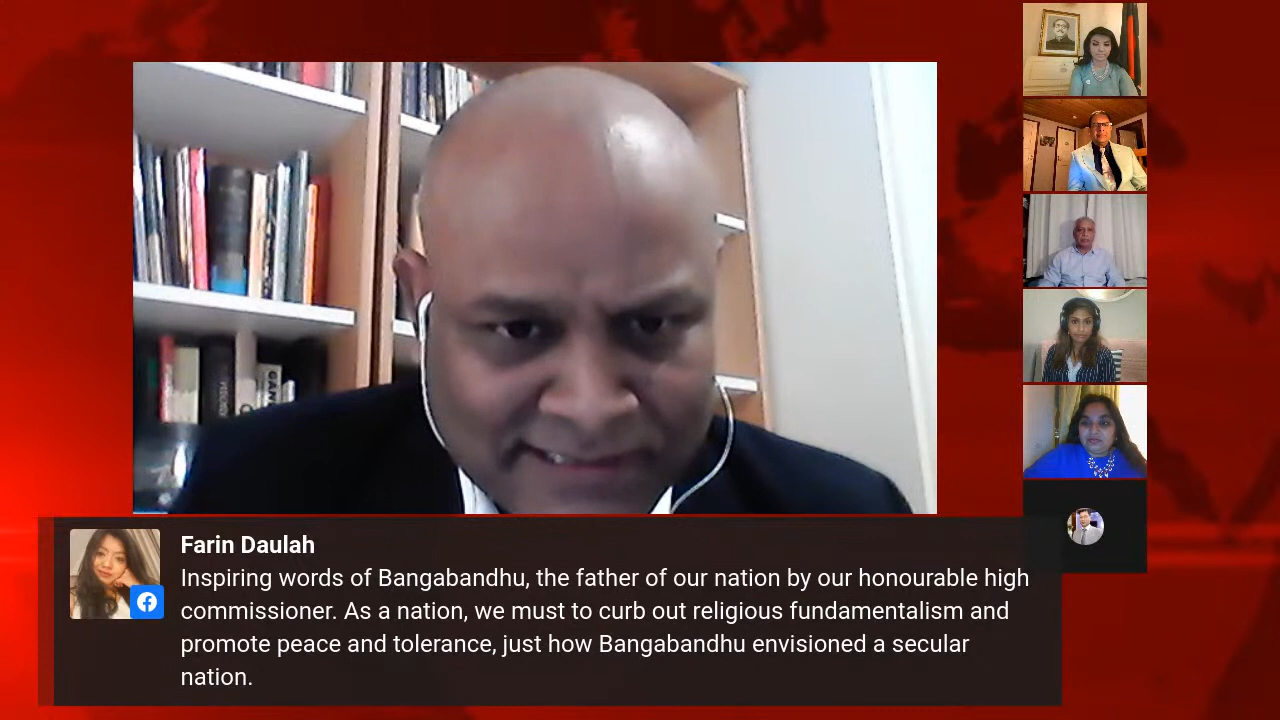 Farin Daulah
Inspiring words of Bangabandhu, the father of our nation by our honourable high
commissioner. As a nation, we must to curb out religious fundamentalism and
promote peace and tolerance, just how Bangabandhu envisioned a secular
nation.